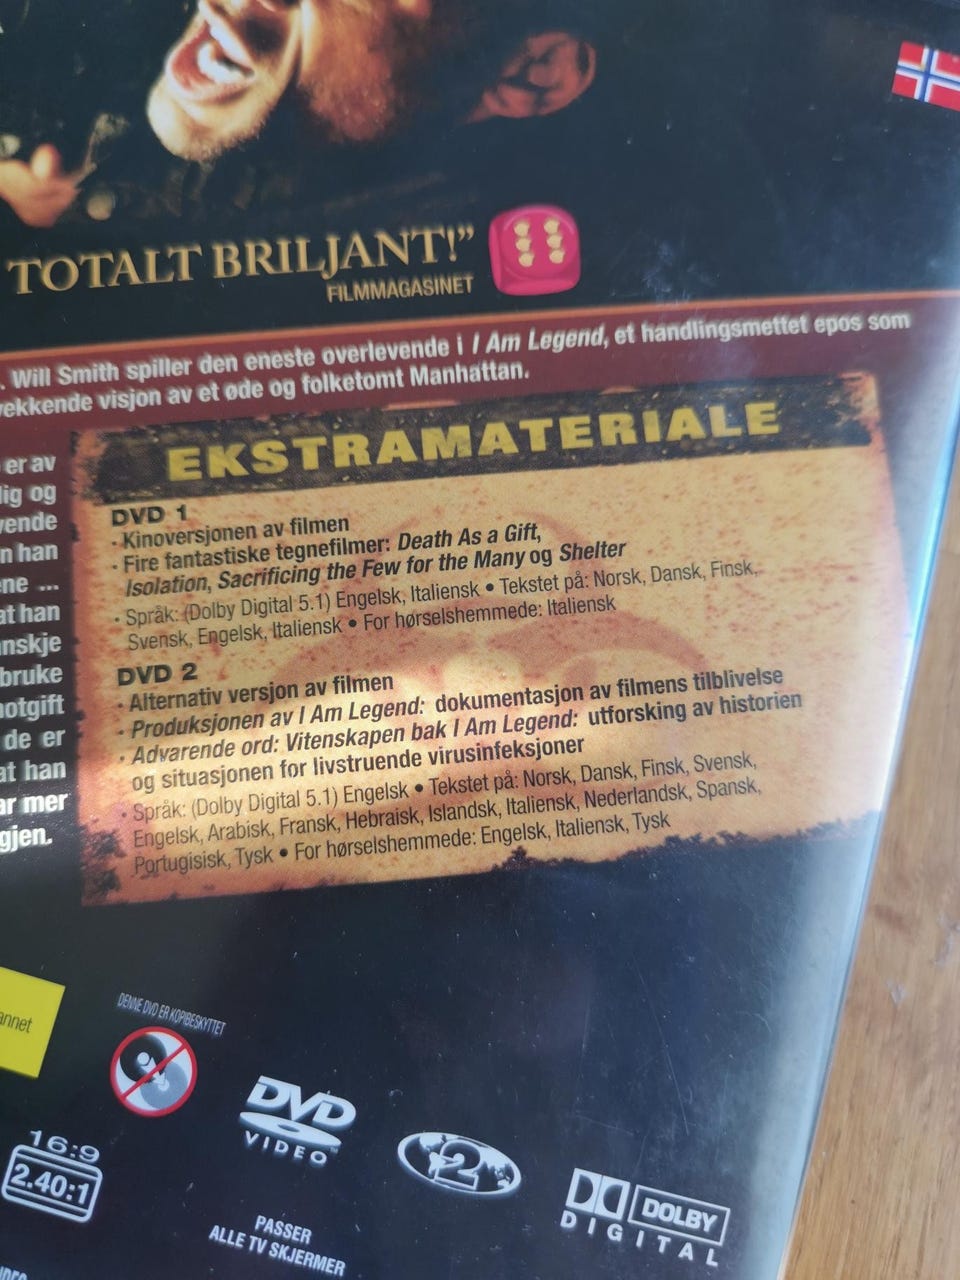 TOTALT BRILJANT!”
FILMMAGASINET
. Will Smith spiller den eneste overlevende i I Am Legend, et handlingsmettet epos som
vekkende visjon av et øde og folketomt Manhattan.
er av
lig og
vende
n han
ne ...
at han
nskje
bruke
notgift
de er
at han
ar mer
gjen.
EKSTRAMATERIALE
DVD 1
· Kinoversjonen av filmen
· Fire fantastiske tegnefilmer: Death As a Gift,
Isolation, Sacrificing the Few for the Many og Shelter
· Språk: (Dolby Digital 5.1) Engelsk, Italiensk • Tekstet på: Norsk, Dansk, Finsk,
Svensk, Engelsk, Italiensk • For hørselshemmede: Italiensk
DVD 2
· Alternativ versjon av filmen
· Produksjonen av I Am Legend: dokumentasjon av filmens tilblivelse
· Advarende ord: Vitenskapen bak I Am Legend: utforsking av historien
og situasjonen for livstruende virusinfeksjoner
· Språk: (Dolby Digital 5.1) Engelsk • Tekstet på: Norsk, Dansk, Finsk, Svensk,
Engelsk, Arabisk, Fransk, Hebraisk, Islandsk, Italiensk, Nederlandsk, Spansk,
Portugisisk, Tysk • For hørselshemmede: Engelsk, Italiensk, Tysk
annet
DENNE DVD ER KOPIBESKYTTET
16:9
2.40:1
DVD
VIDEO
2
DOLBY
DIGITAL
PASSER
ALLE TV SKJERMER